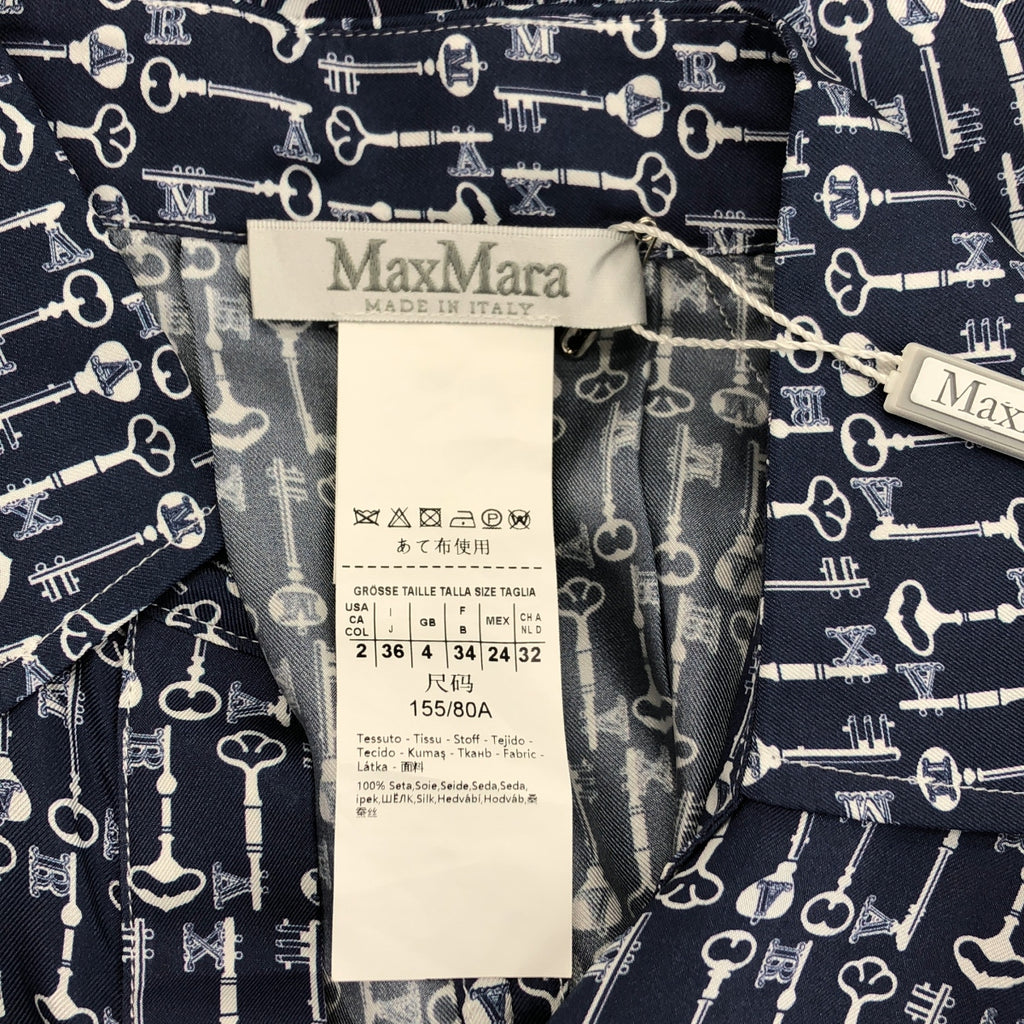 MaxMara
MADE IN ITALY
Max
あて布使用
GRÖSSE TAILLE TALLA SIZE TAGLIA
USA CA COL I J GB F B MEX CH A NL D
2 36 4 34 24 32
尺码
155/80A
Tessuto - Tissu - Stoff - Tejido -
Tecido - Kumaş - Ткань - Fabric -
Látka - 面料
100% Seta,Soie,Seide,Seda,Seda,
ipek,ШЁЛК,Silk,Hedvábí,Hodváb,桑
蚕丝